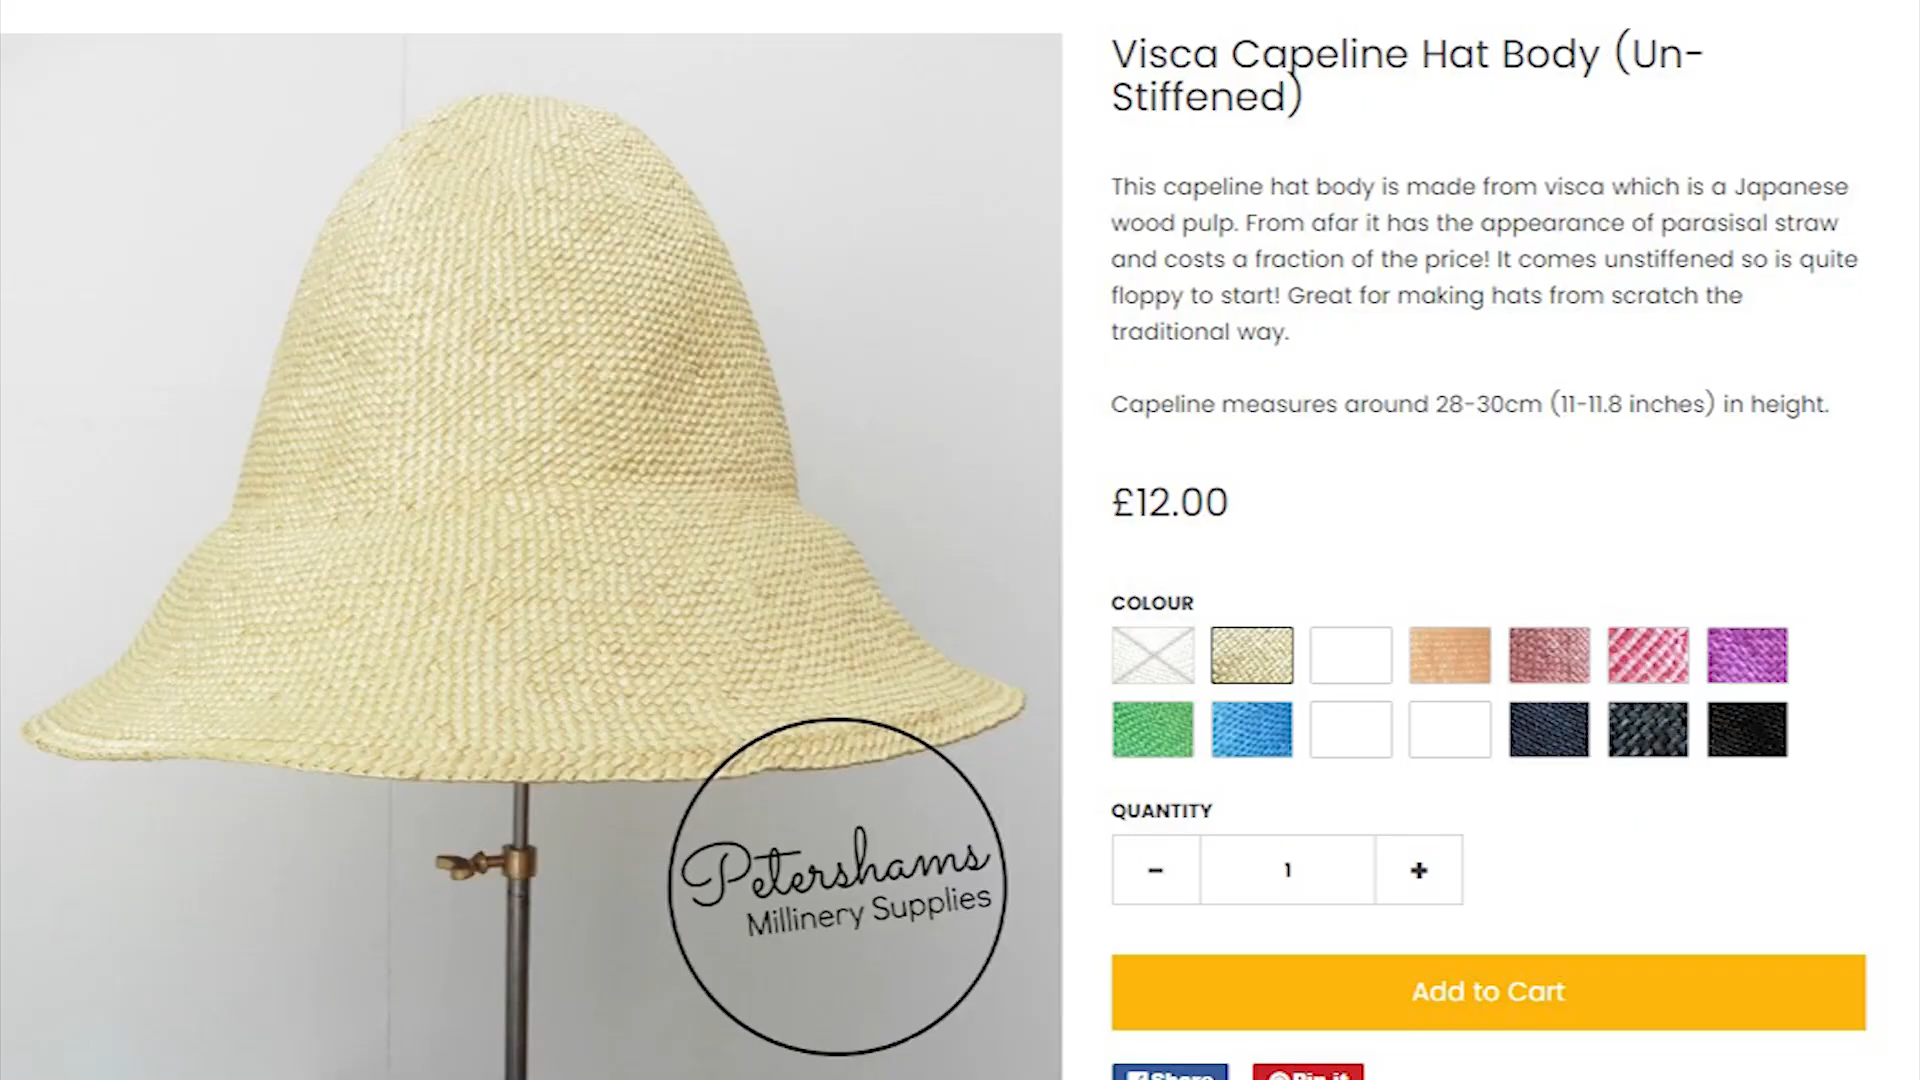 Visca Capeline Hat Body (Un-
Stiffened)
This capeline hat body is made from visca which is a Japanese
wood pulp. From afar it has the appearance of parasisal straw
and costs a fraction of the price! It comes unstiffened so is quite
floppy to start! Great for making hats from scratch the
traditional way.
Capeline measures around 28-30cm (11-11.8 inches) in height.
£12.00
COLOUR
QUANTITY
- 1 +
Add to Cart
Share Pin it
Petershams
Millinery Supplies